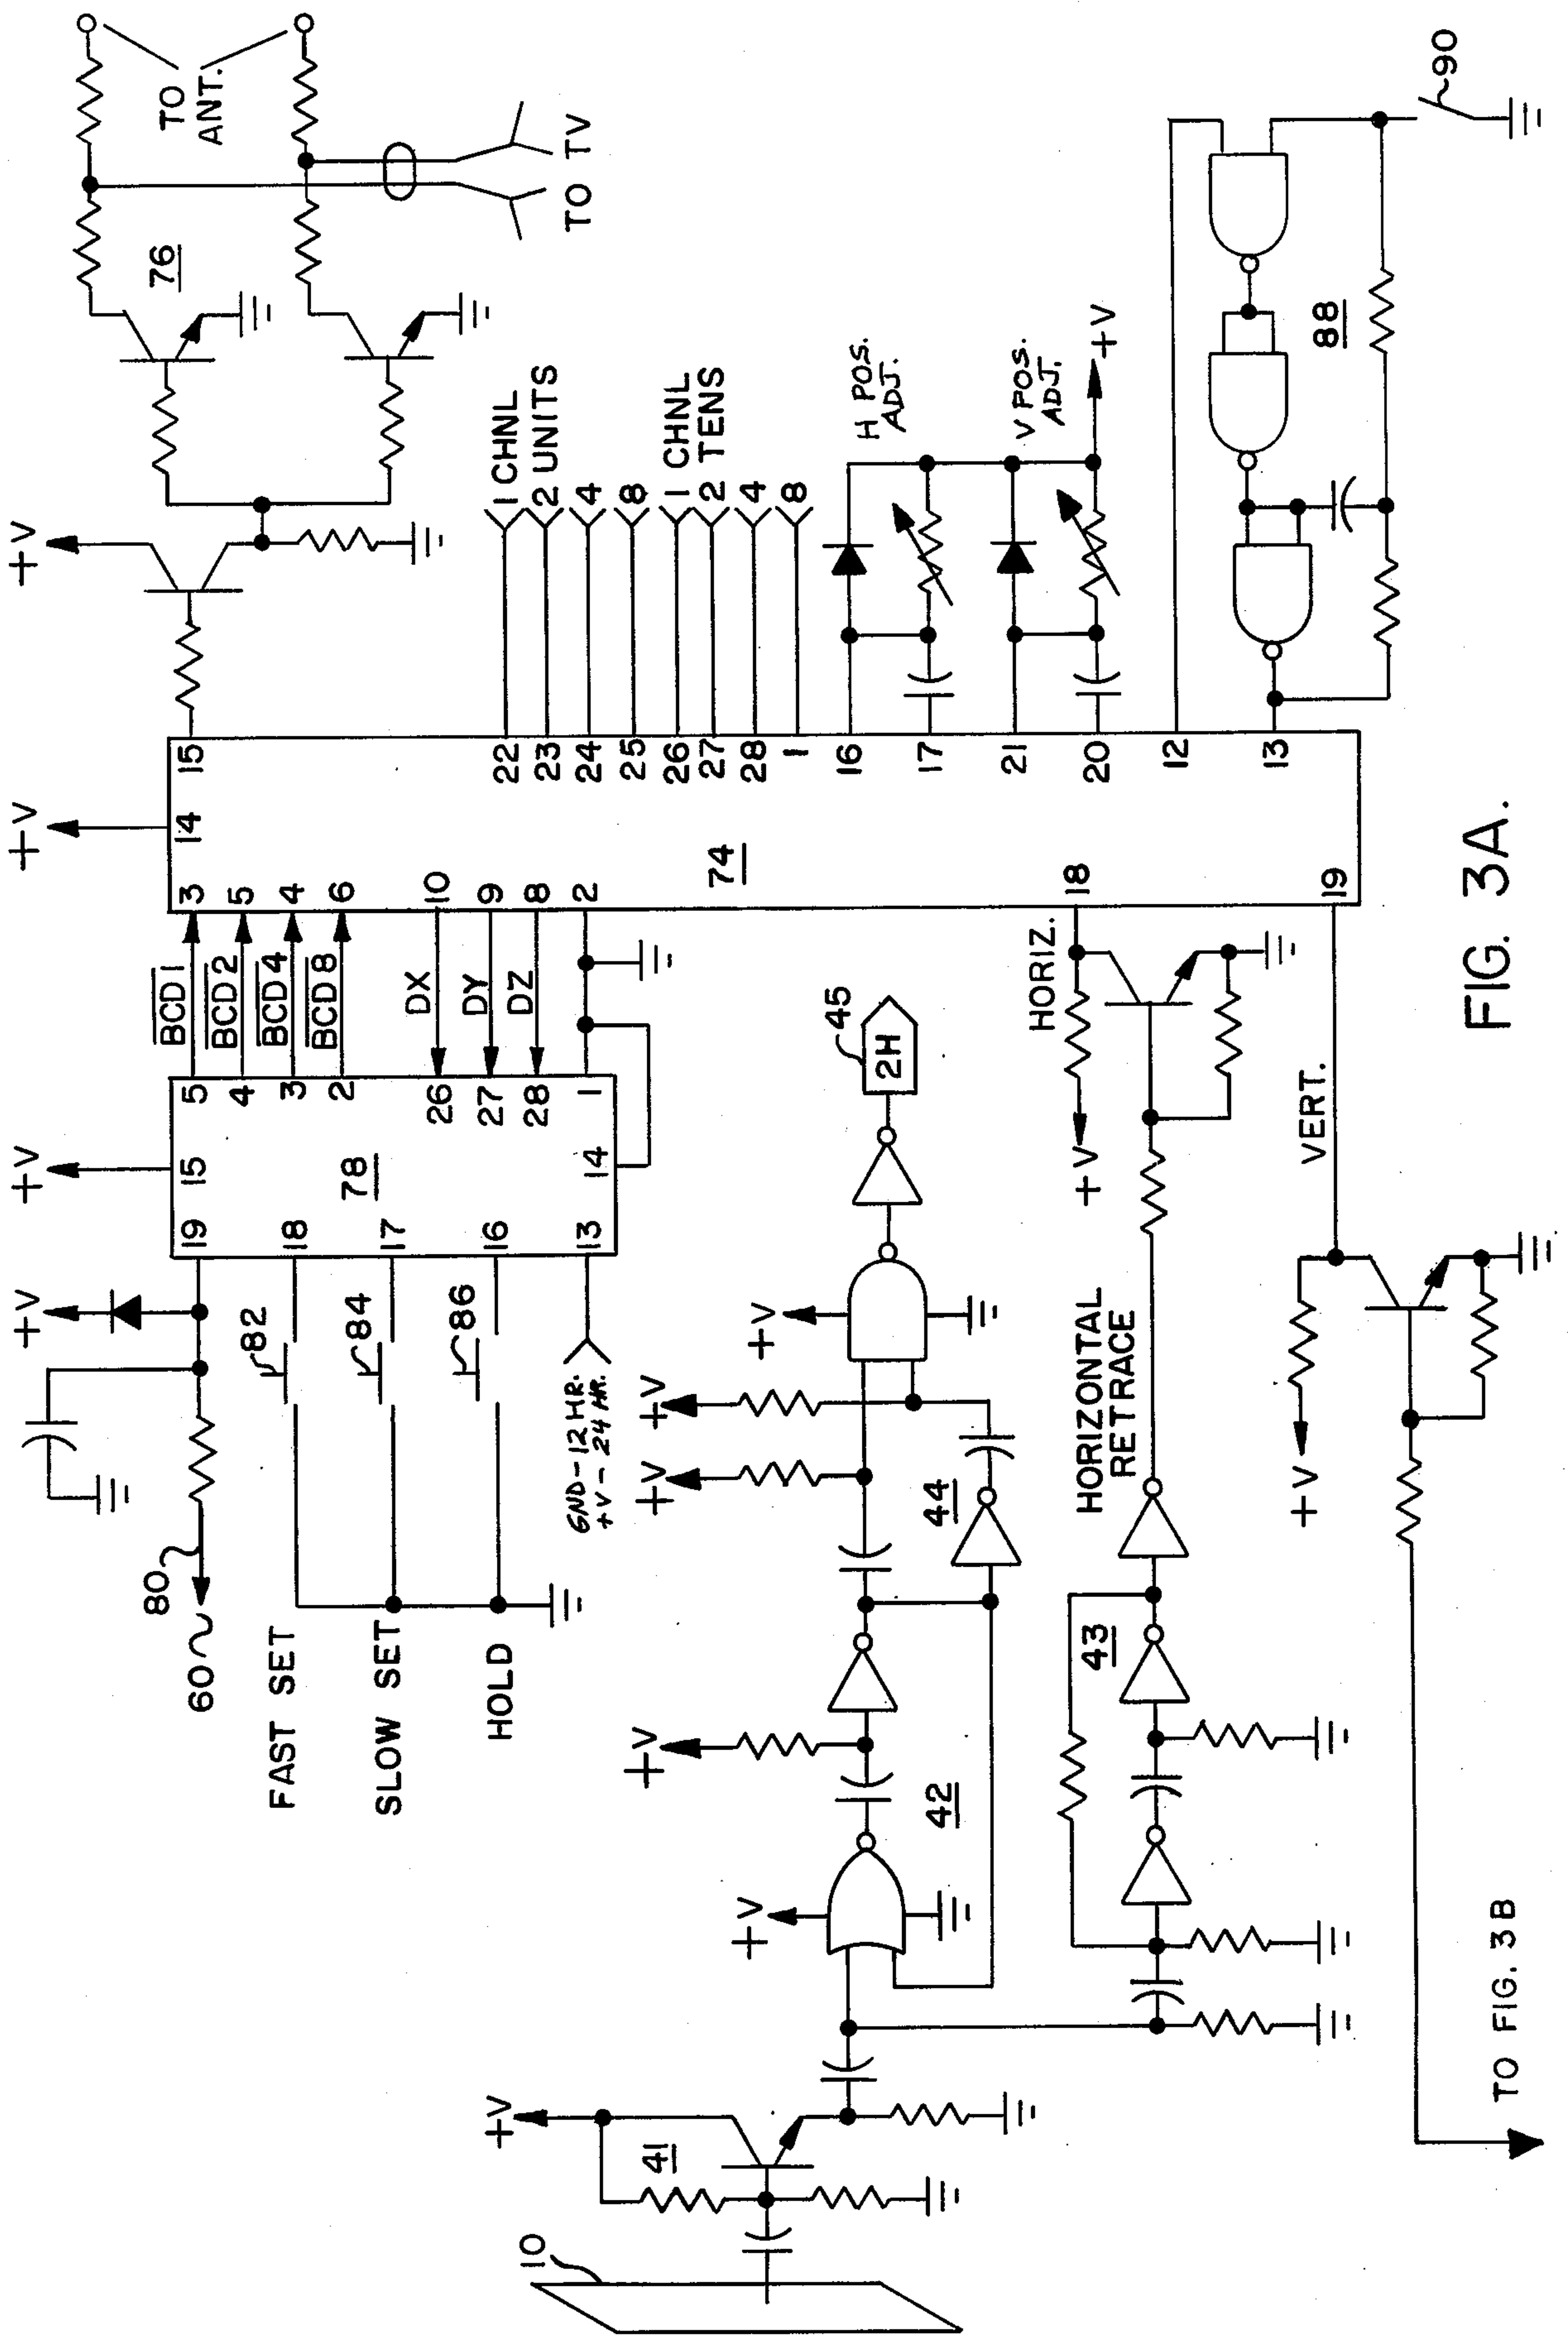 +V
+V
+V
+V
TO
ANT.
76
TO TV
80
60
19
15
5
BCD 1
3
14
15
FAST SET
82
18
4
BCD 2
5
SLOW SET
84
17
78
3
BCD 4
4
HOLD
86
16
2
BCD 8
6
26
DX
10
27
DY
9
28
DZ
8
GND-12 HR.
+V-24 HR.
13
14
1
2
74
22
1 CHNL
23
2 UNITS
24
4
25
8
26
1 CHNL
27
2 TENS
28
4
1
8
16
17
H POS.
ADJ.
21
20
V POS.
ADJ.
+V
12
13
88
90
10
41
+V
+V
42
+V
44
+V
+V
+V
45
2H
43
HORIZONTAL
RETRACE
+V
HORIZ.
18
+V
VERT.
19
TO FIG. 3B
FIG. 3A.